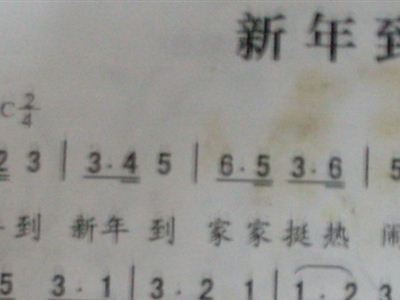 新年到
C 2/4
2 3 | 3·4 5 | 6·5 3·6 | 5
到 新年 到 家家挺热 闹
5 3·1 | 3·2 1 | 1·2 3